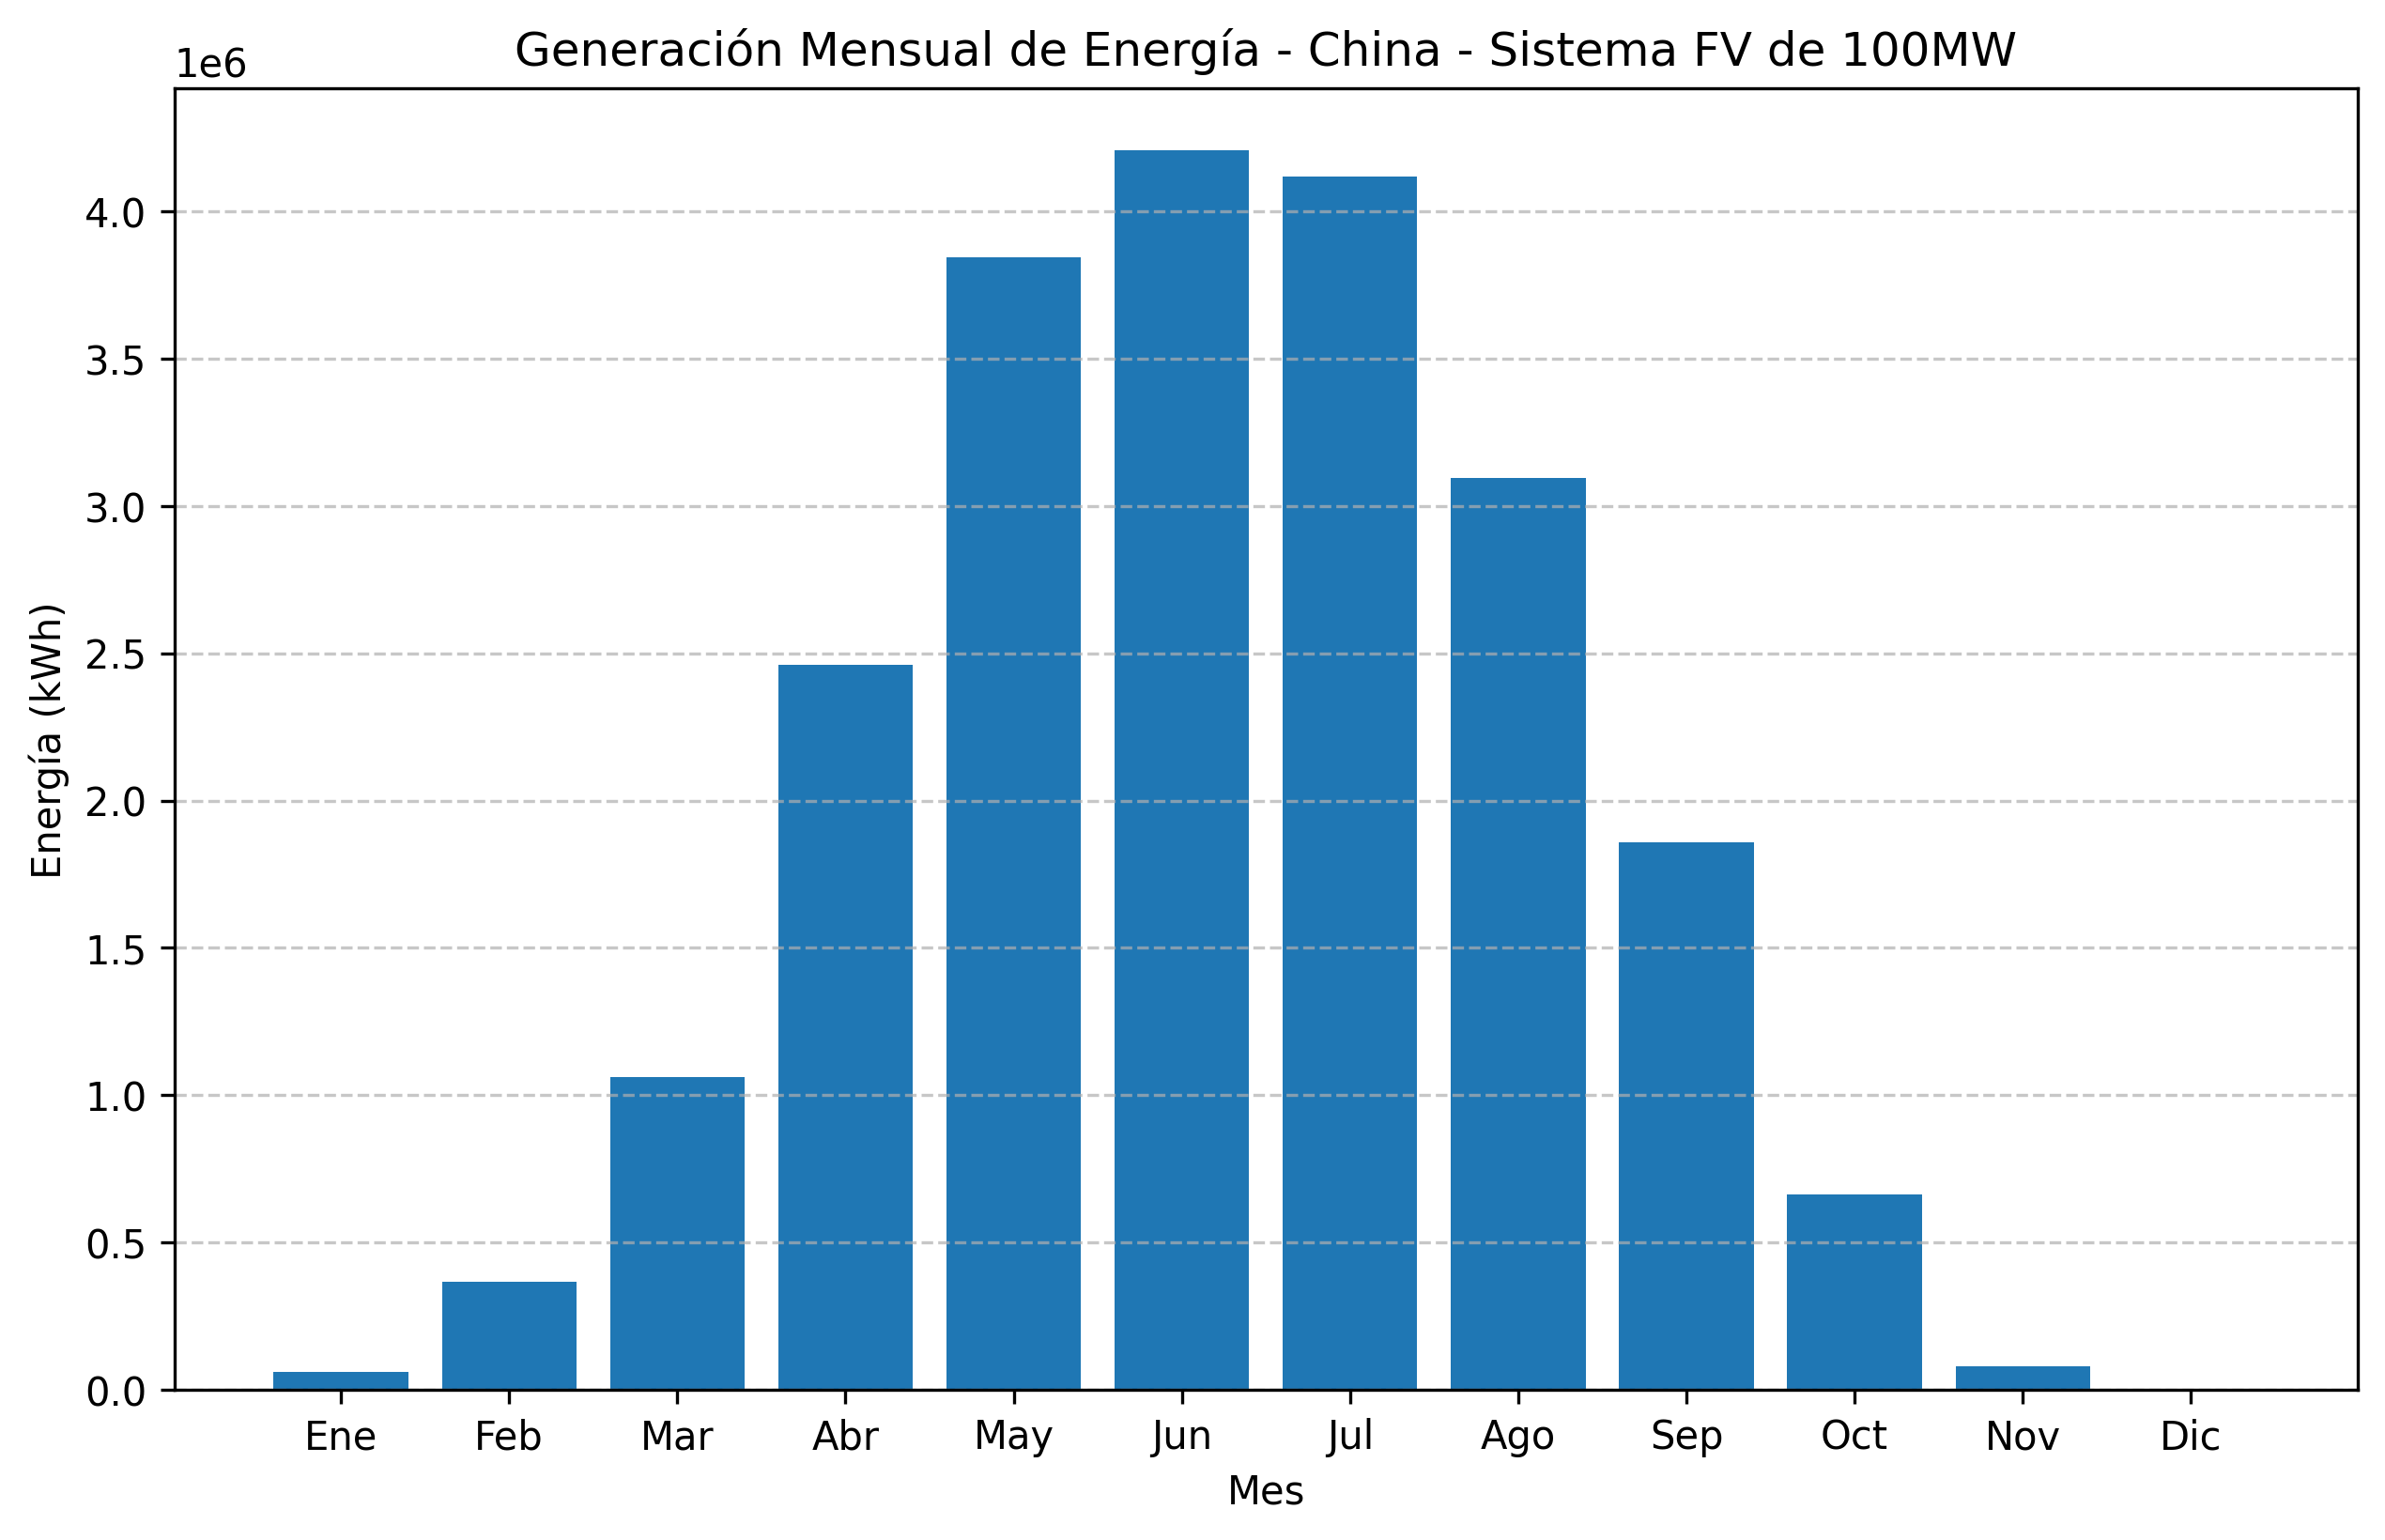 Generación Mensual de Energía - China - Sistema FV de 100MW
1e6
4.0
3.5
3.0
2.5
2.0
1.5
1.0
0.5
0.0
Energía (kWh)
Ene Feb Mar Abr May Jun Jul Ago Sep Oct Nov Dic
Mes